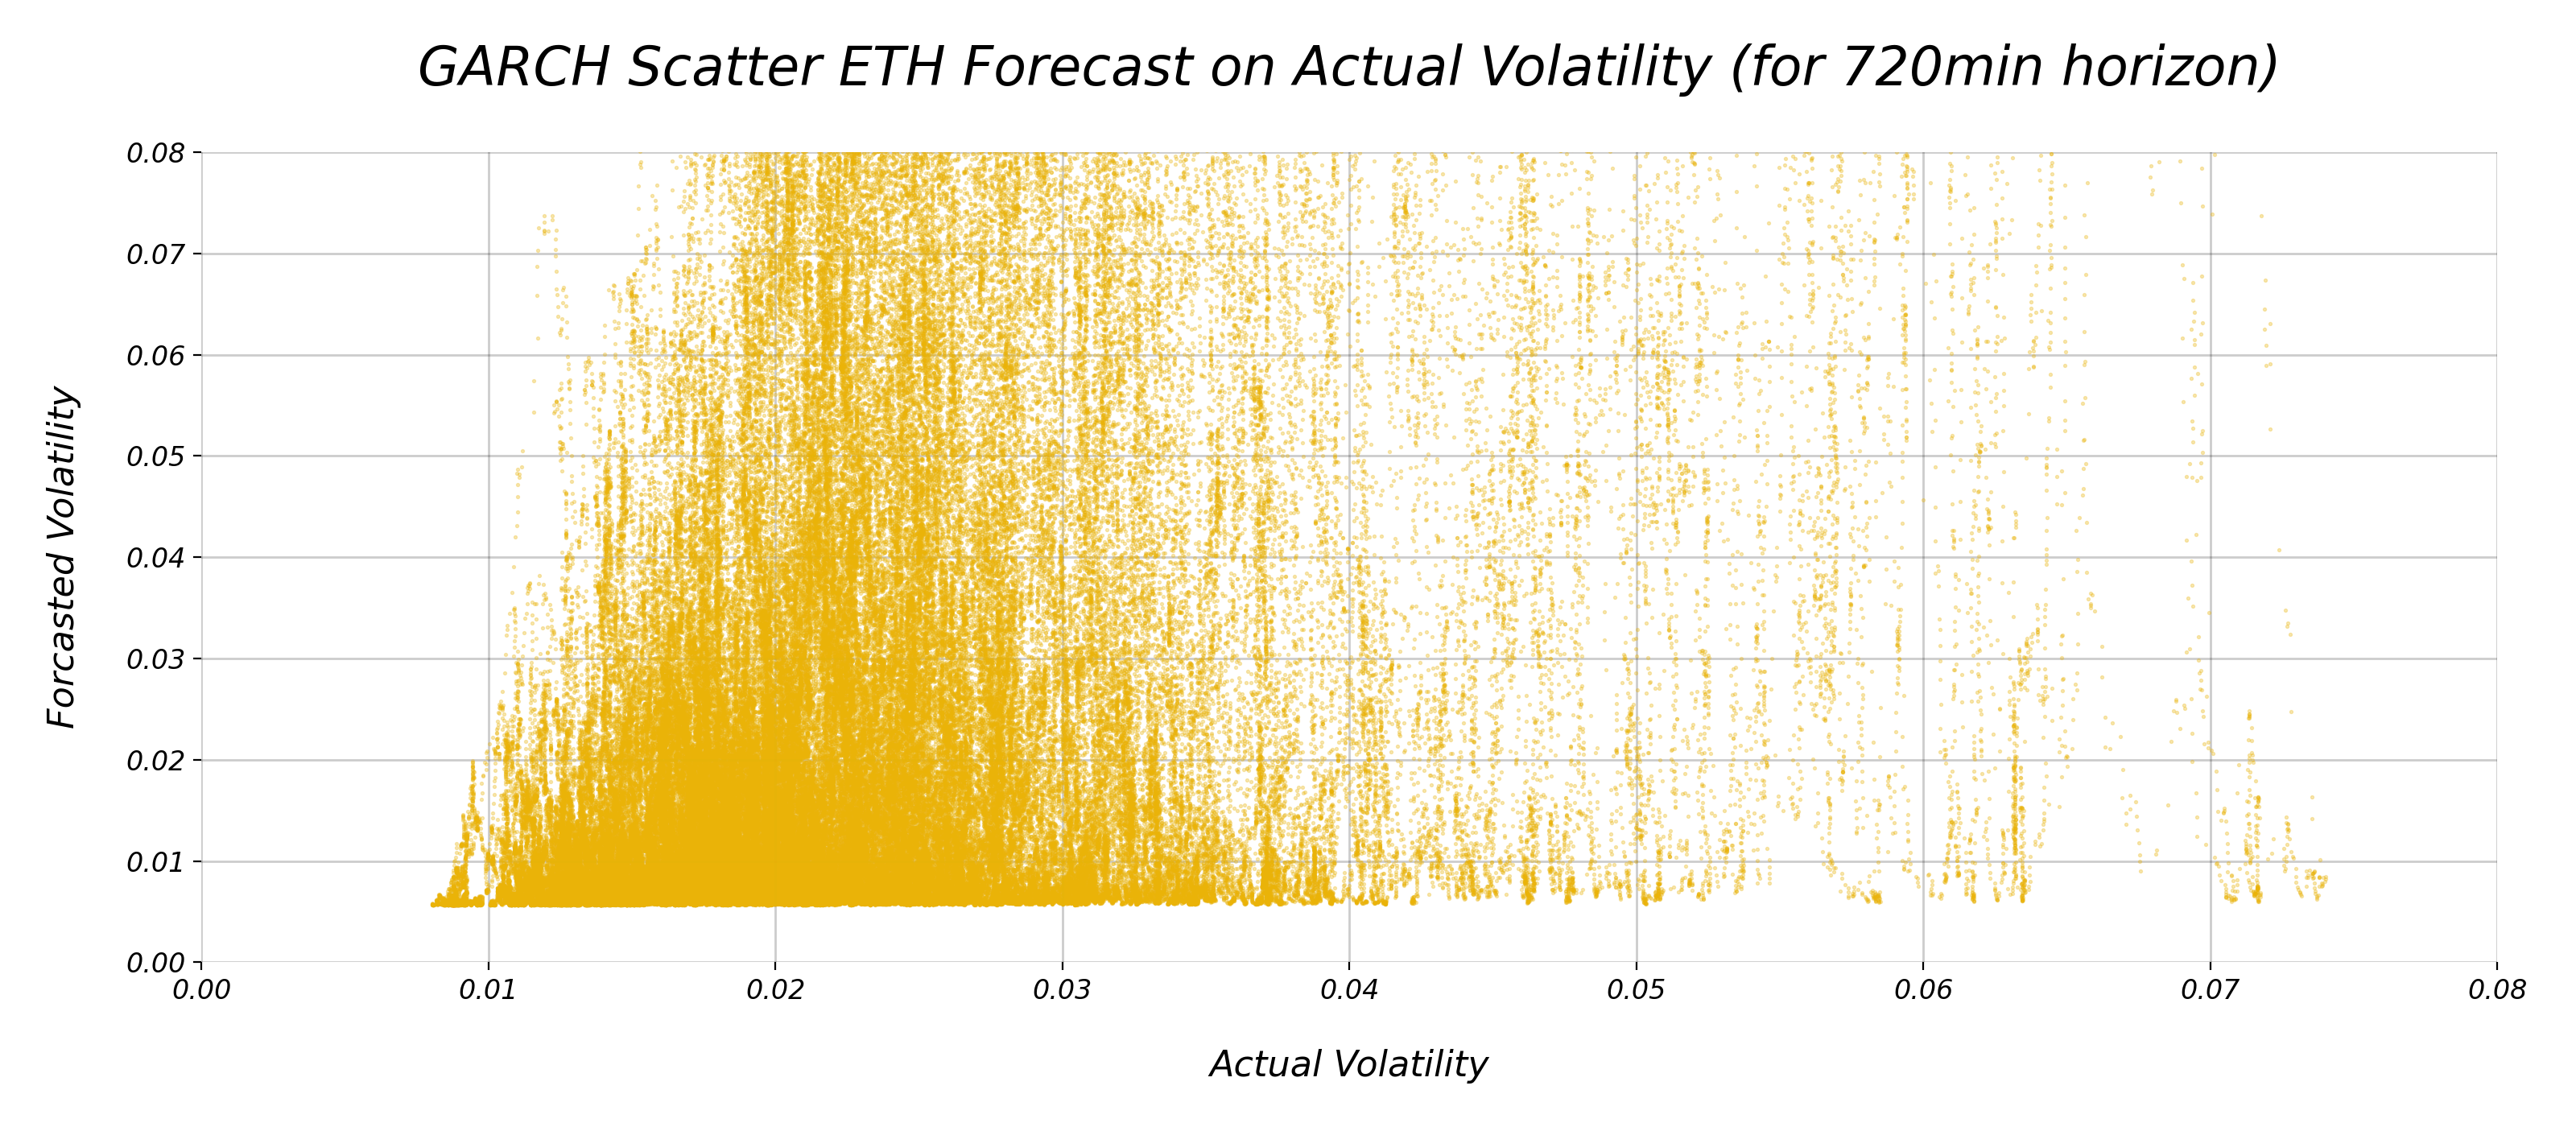 GARCH Scatter ETH Forecast on Actual Volatility (for 720min horizon)
0.08
0.07
0.06
0.05
0.04
0.03
0.02
0.01
0.00
Forcasted Volatility
0.00 0.01 0.02 0.03 0.04 0.05 0.06 0.07 0.08
Actual Volatility